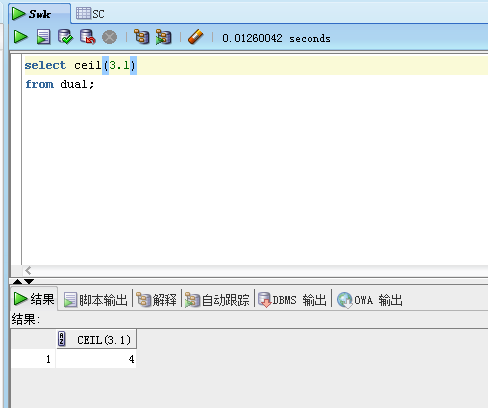 Swk
SC
0.01260042 seconds
select ceil(3.1)
from dual;
结果
脚本输出
解释
自动跟踪
DBMS 输出
OWA 输出
结果:
CEIL(3.1)
1 4